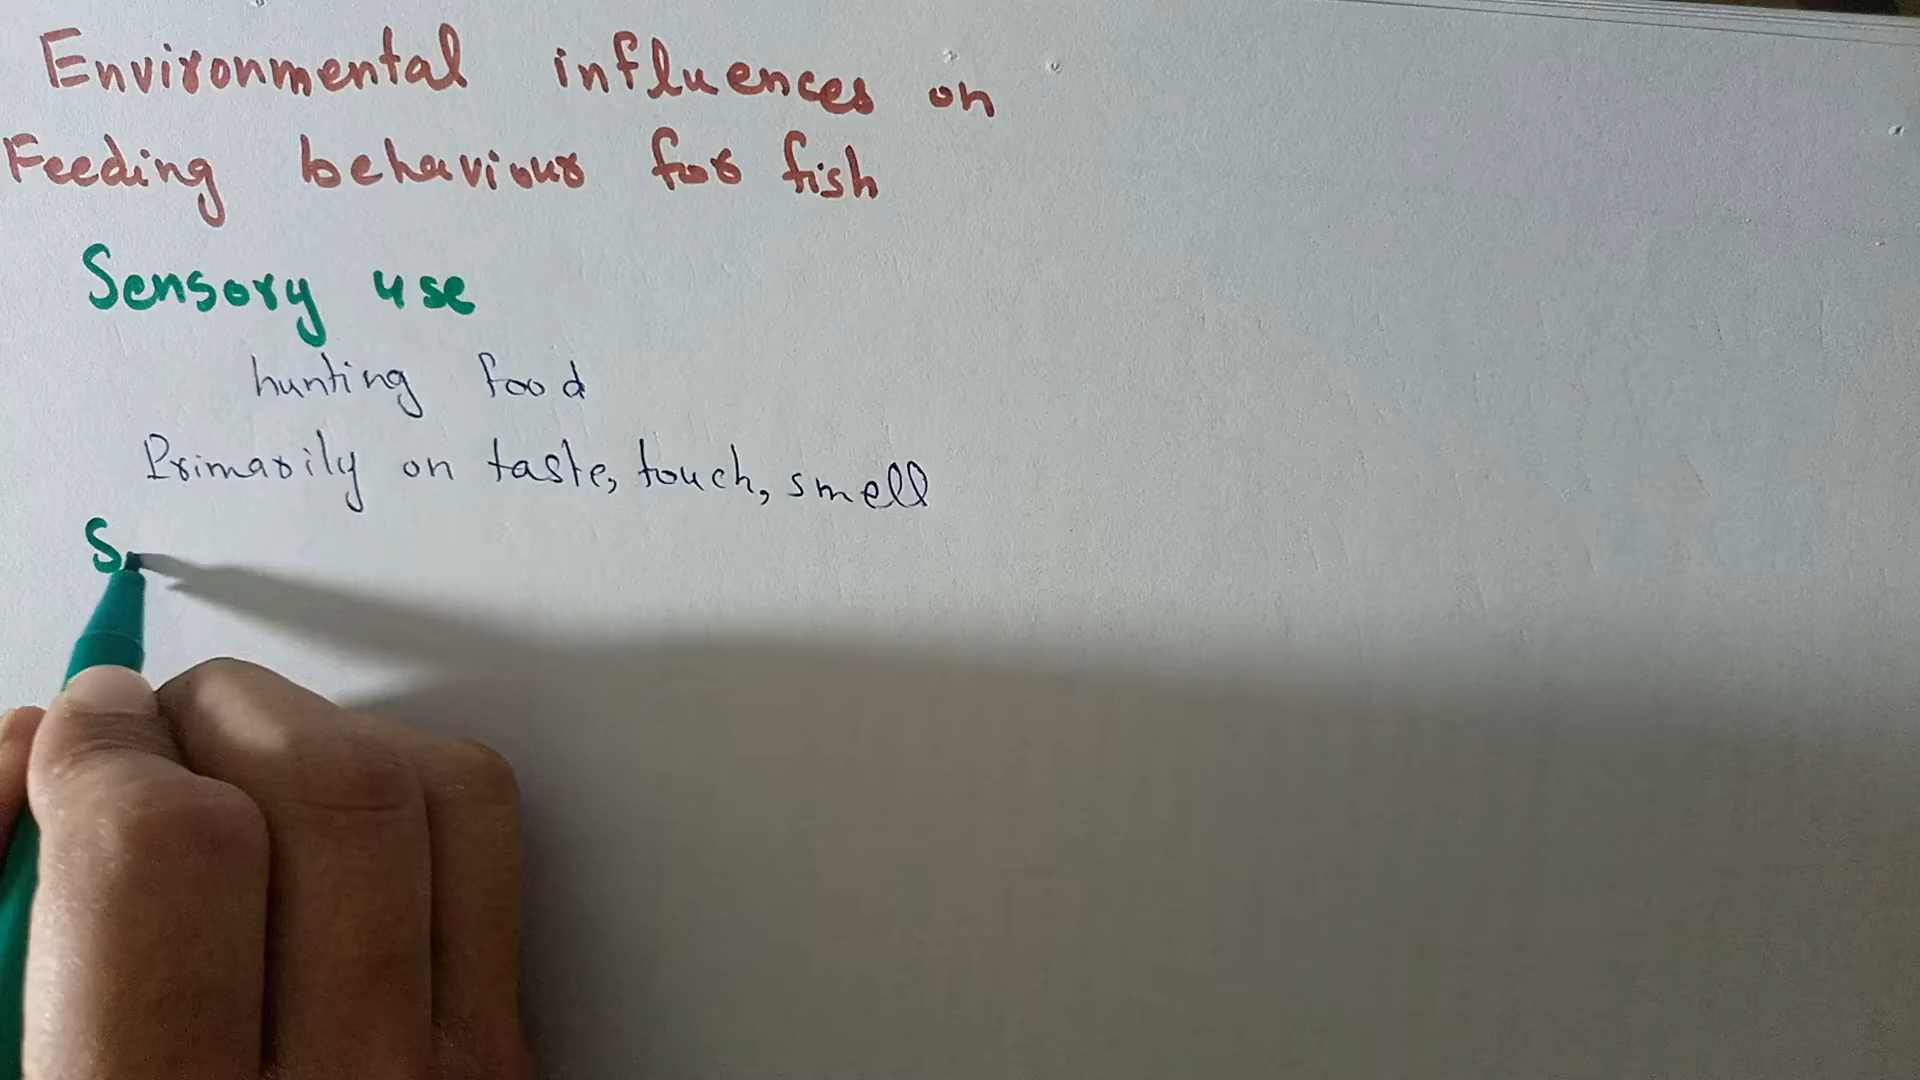 Environmental influences on
Feeding behaviour for fish
Sensory use
hunting food
Primarily on taste, touch, smell
S